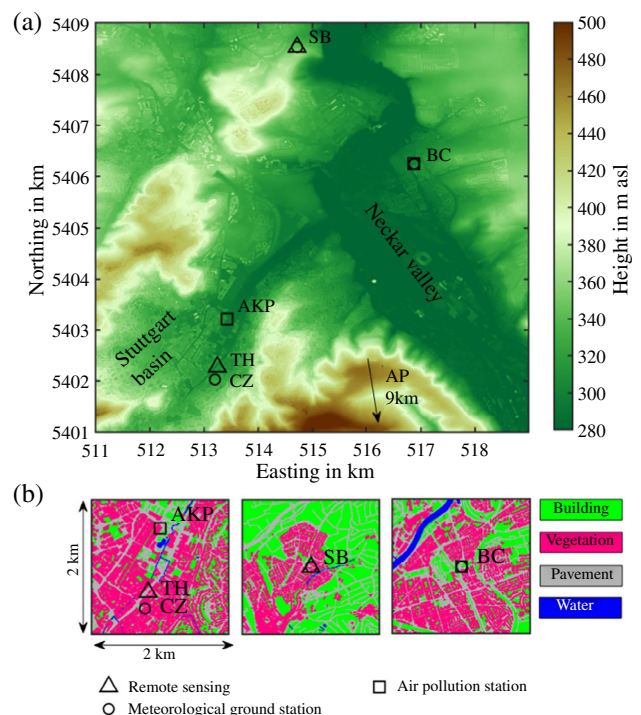 (a)
5409
5408
5407
5406
5405
5404
5403
5402
5401
Northing in km
511 512 513 514 515 516 517 518
Easting in km
SB
BC
Neckar valley
AKP
Stuttgart
basin
TH
CZ
AP
9km
500
480
460
440
420
400
380
360
340
320
300
280
Height in m asl
(b)
2 km
AKP
TH
CZ
2 km
SB
BC
Building
Vegetation
Pavement
Water
Remote sensing
Air pollution station
Meteorological ground station